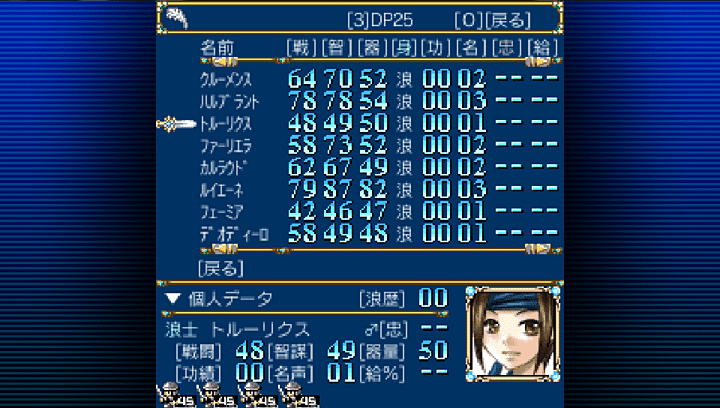 [3]DP25 [O][戻る]
名前 [戦][智][器][身][功][名][忠][給]
クルーメンス 64 70 52 浪 00 02 -- --
ハルブラント 78 78 54 浪 00 03 -- --
トルーリクス 48 49 50 浪 00 01 -- --
ファーリエラ 58 73 52 浪 00 02 -- --
カルラウド 62 67 49 浪 00 02 -- --
ルイエーネ 79 87 82 浪 00 03 -- --
フェーミア 42 46 47 浪 00 01 -- --
デオディーロ 58 49 48 浪 00 01 -- --
[戻る]
▼ 個人データ [浪歴] 00
浪士 トルーリクス ♂[忠] --
[戦闘] 48 [智謀] 49 [器量] 50
[功績] 00 [名声] 01 [給%] --
45 45 45 45